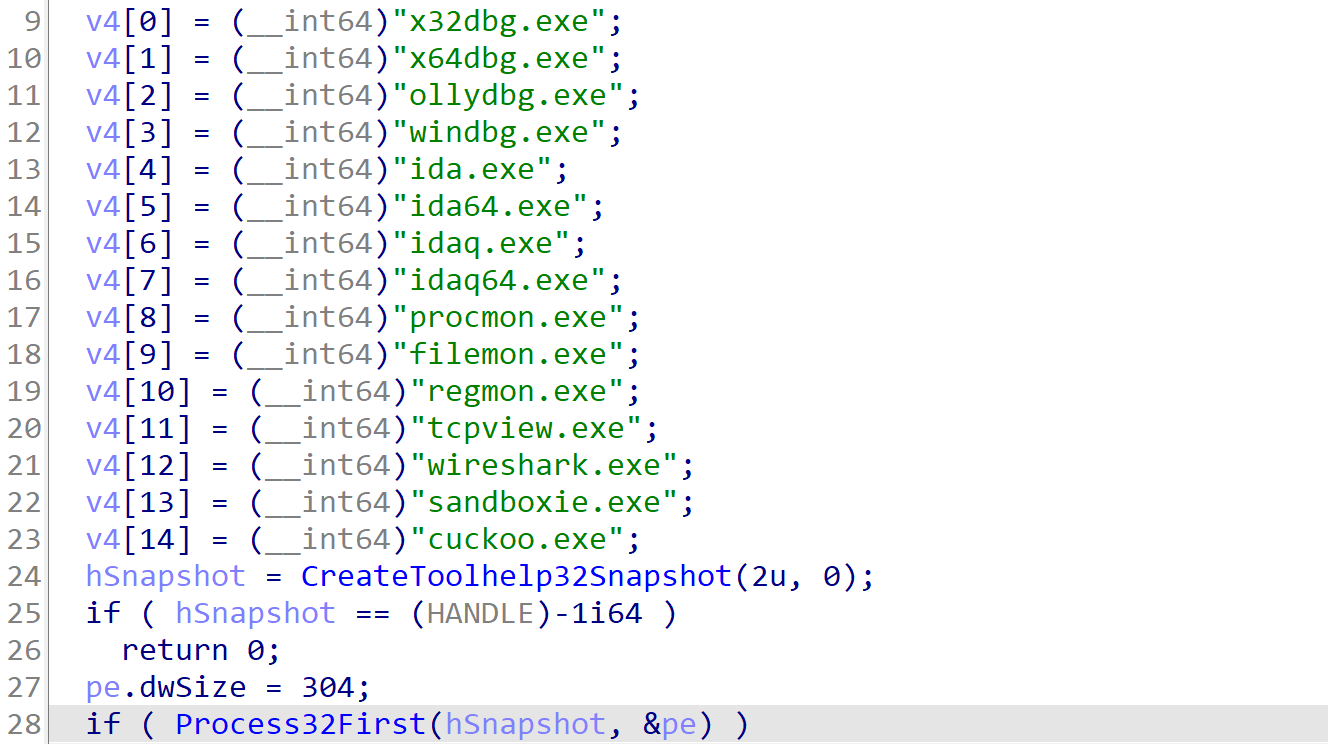 9 v4[0] = (__int64)"x32dbg.exe";
10 v4[1] = (__int64)"x64dbg.exe";
11 v4[2] = (__int64)"ollydbg.exe";
12 v4[3] = (__int64)"windbg.exe";
13 v4[4] = (__int64)"ida.exe";
14 v4[5] = (__int64)"ida64.exe";
15 v4[6] = (__int64)"idaq.exe";
16 v4[7] = (__int64)"idaq64.exe";
17 v4[8] = (__int64)"procmon.exe";
18 v4[9] = (__int64)"filemon.exe";
19 v4[10] = (__int64)"regmon.exe";
20 v4[11] = (__int64)"tcpview.exe";
21 v4[12] = (__int64)"wireshark.exe";
22 v4[13] = (__int64)"sandboxie.exe";
23 v4[14] = (__int64)"cuckoo.exe";
24 hSnapshot = CreateToolhelp32Snapshot(2u, 0);
25 if ( hSnapshot == (HANDLE)-1i64 )
26   return 0;
27 pe.dwSize = 304;
28 if ( Process32First(hSnapshot, &pe) )